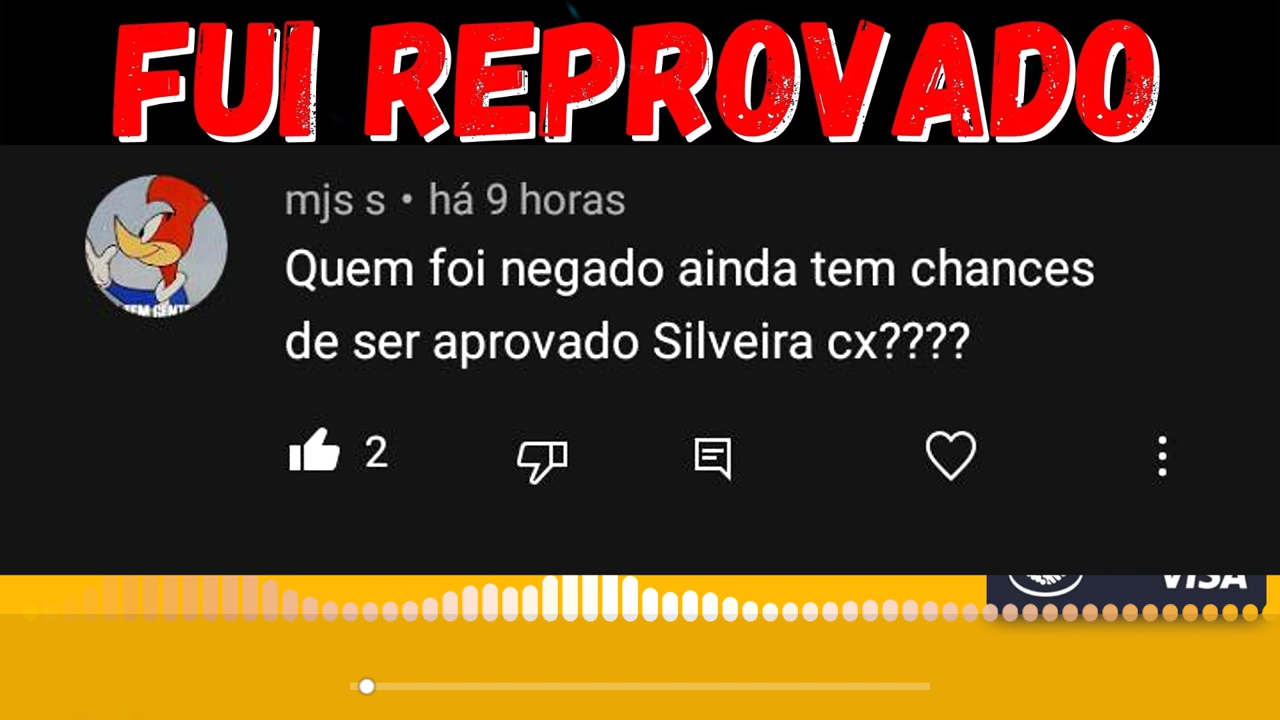 FUI REPROVADO
mjs s • há 9 horas
Quem foi negado ainda tem chances
de ser aprovado Silveira cx????
2
VISA